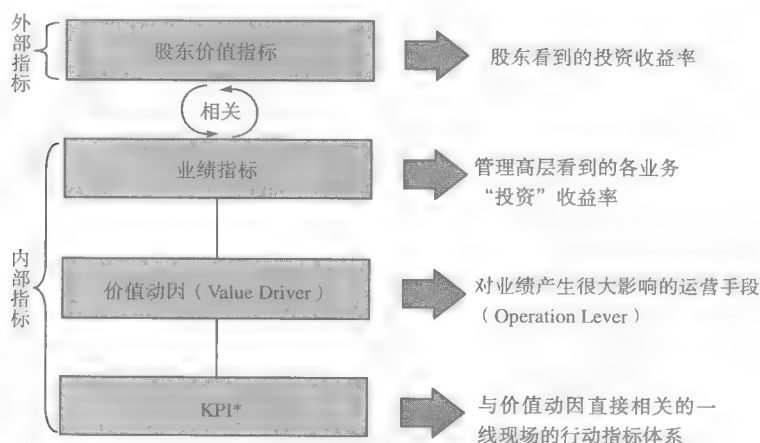 外部指标
股东价值指标
股东看到的投资收益率
相关
业绩指标
管理高层看到的各业务
“投资”收益率
内部指标
价值动因（Value Driver）
对业绩产生很大影响的运营手段
（Operation Lever）
KPI*
与价值动因直接相关的一
线现场的行动指标体系